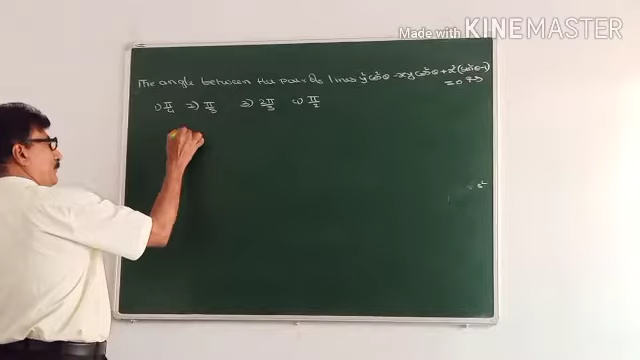 Made with KINEMASTER
The angle between the pair of lines y²cos²θ - xy cos²θ + x²(sin²θ-1)
= 0 is
1) π/4 2) π/3 3) 2π/3 4) π/2